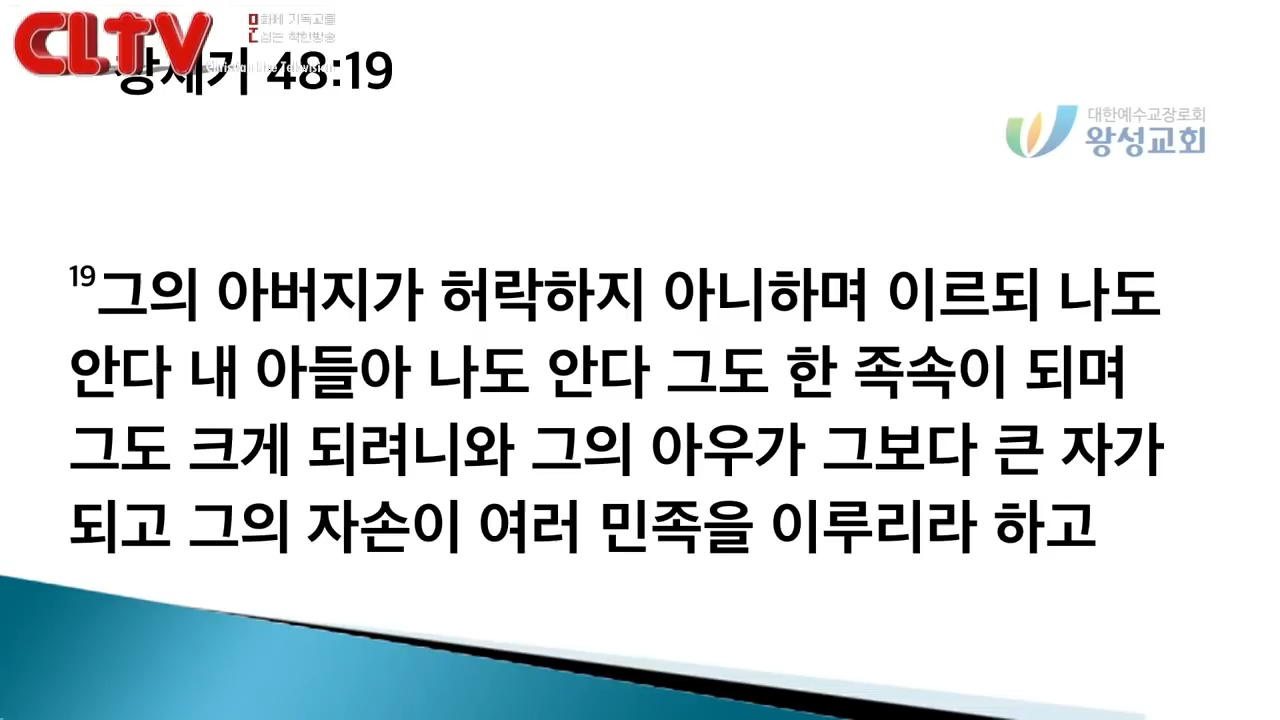 CLTV
창세기 48:19
대한예수교장로회
왕성교회
19그의 아버지가 허락하지 아니하며 이르되 나도
안다 내 아들아 나도 안다 그도 한 족속이 되며
그도 크게 되려니와 그의 아우가 그보다 큰 자가
되고 그의 자손이 여러 민족을 이루리라 하고